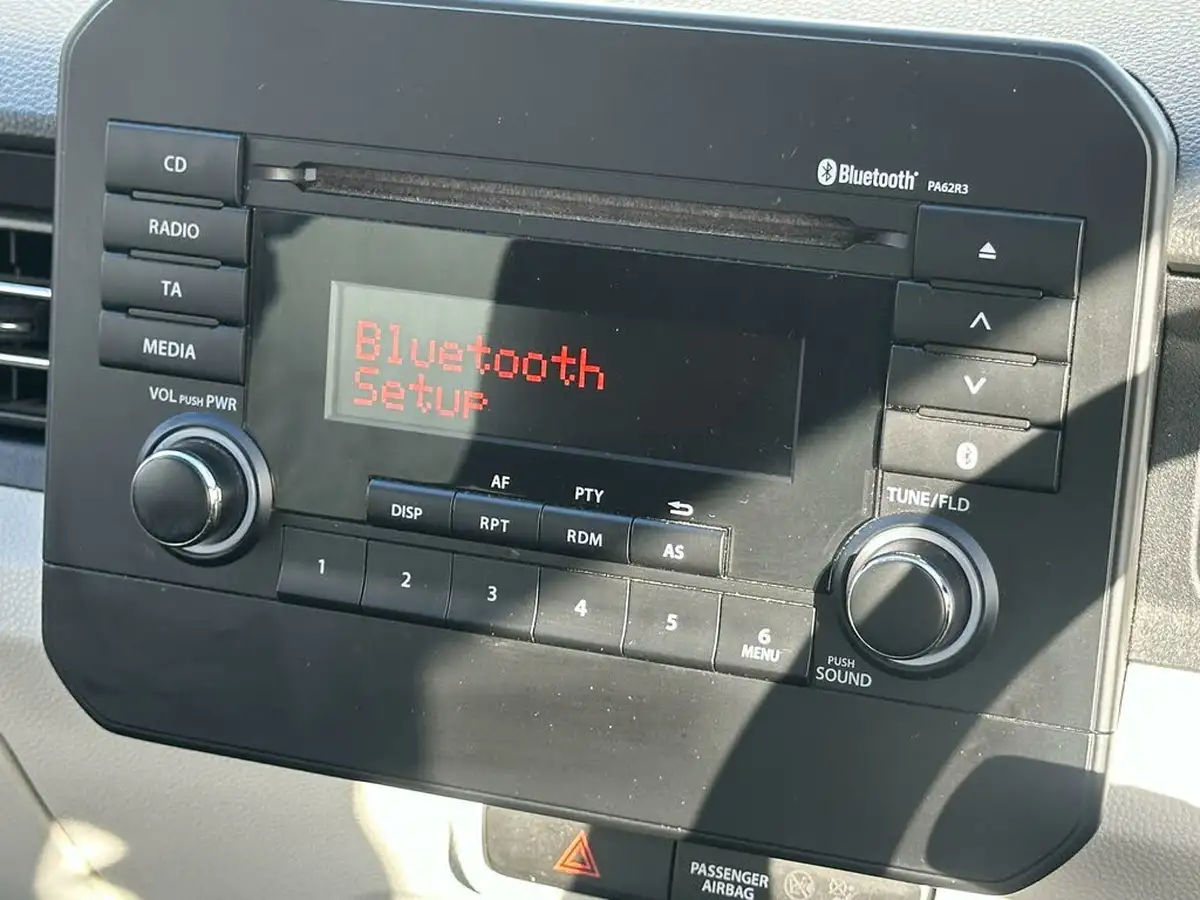 CD
Bluetooth PA62R3
RADIO
TA
MEDIA
Bluetooth
Setup
VOL PUSH PWR
AF
PTY
TUNE/FLD
DISP
RPT
RDM
AS
1
2
3
4
5
6
MENU
PUSH
SOUND
PASSENGER
AIRBAG